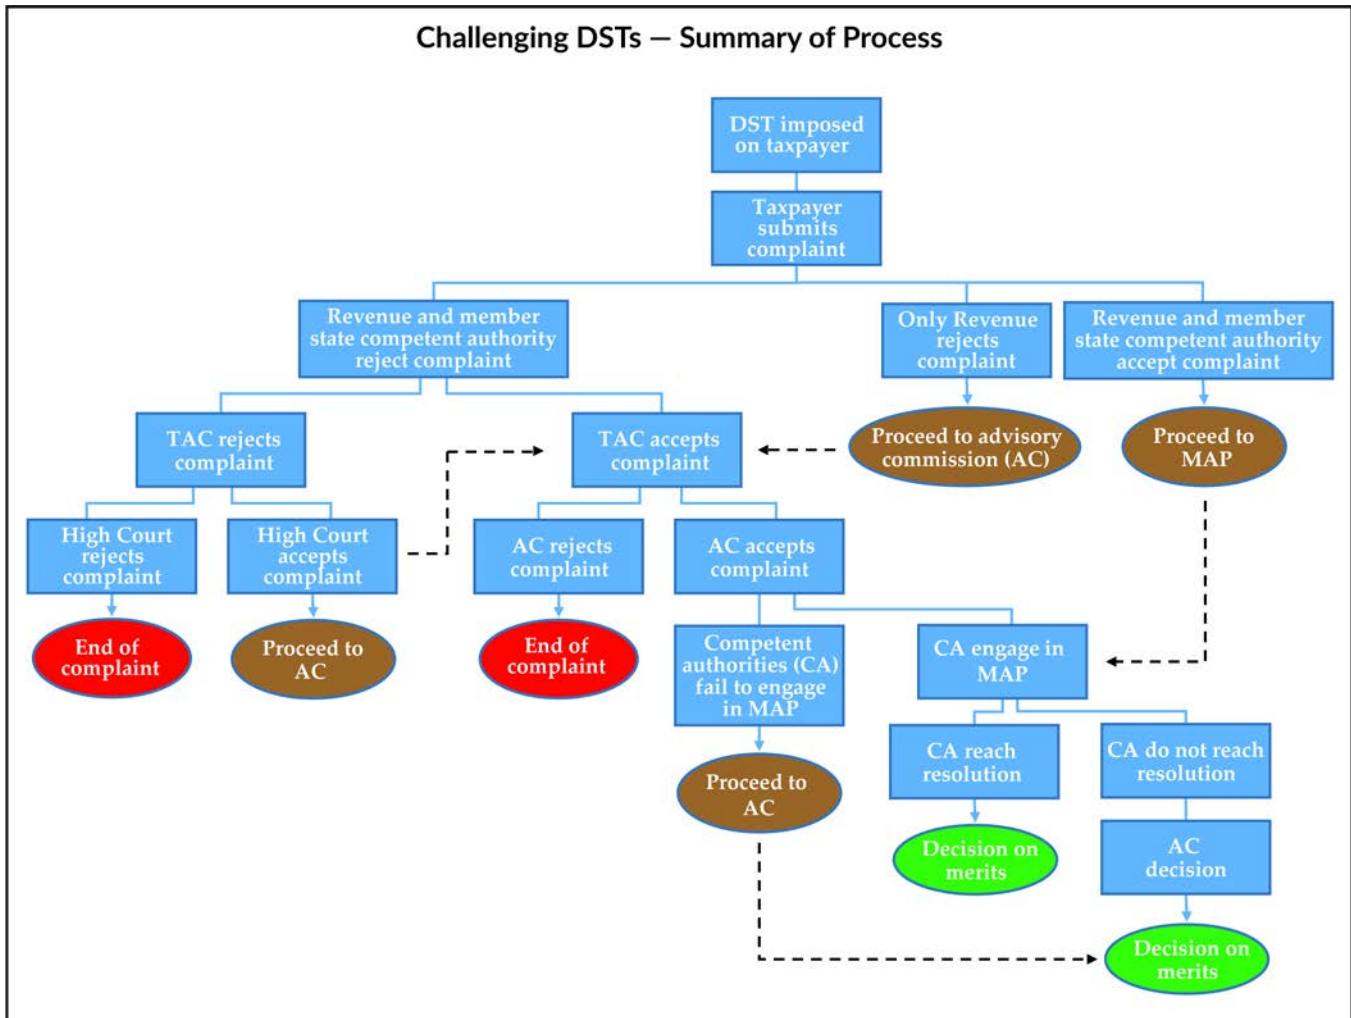 Challenging DSTs — Summary of Process
DST imposed
on taxpayer
Taxpayer
submits
complaint
Revenue and member
state competent authority
reject complaint
Only Revenue
rejects
complaint
Revenue and member
state competent authority
accept complaint
TAC rejects
complaint
TAC accepts
complaint
Proceed to advisory
commission (AC)
Proceed to
MAP
High Court
rejects
complaint
High Court
accepts
complaint
AC rejects
complaint
AC accepts
complaint
End of
complaint
Proceed to
AC
End of
complaint
Competent
authorities (CA)
fail to engage
in MAP
CA engage in
MAP
CA reach
resolution
CA do not reach
resolution
Proceed to
AC
Decision on
merits
AC
decision
Decision on
merits